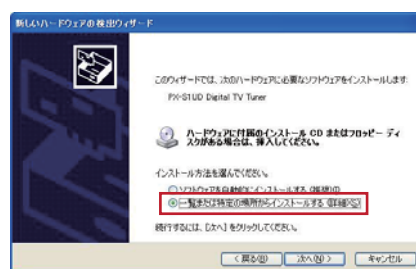 新しいハードウェアの検出ウィザード
このウィザードでは、次のハードウェアに必要なソフトウェアをインストールします:
PX-S1UD Digital TV Tuner
ハードウェアに付属のインストール CD またはフロッピー ディ
スクがある場合は、挿入してください。
インストール方法を選んでください。
ソフトウェアを自動的にインストールする (推奨)(I)
一覧または特定の場所からインストールする (詳細)(S)
続行するには、[次へ] をクリックしてください。
< 戻る(B) 次へ(N) > キャンセル